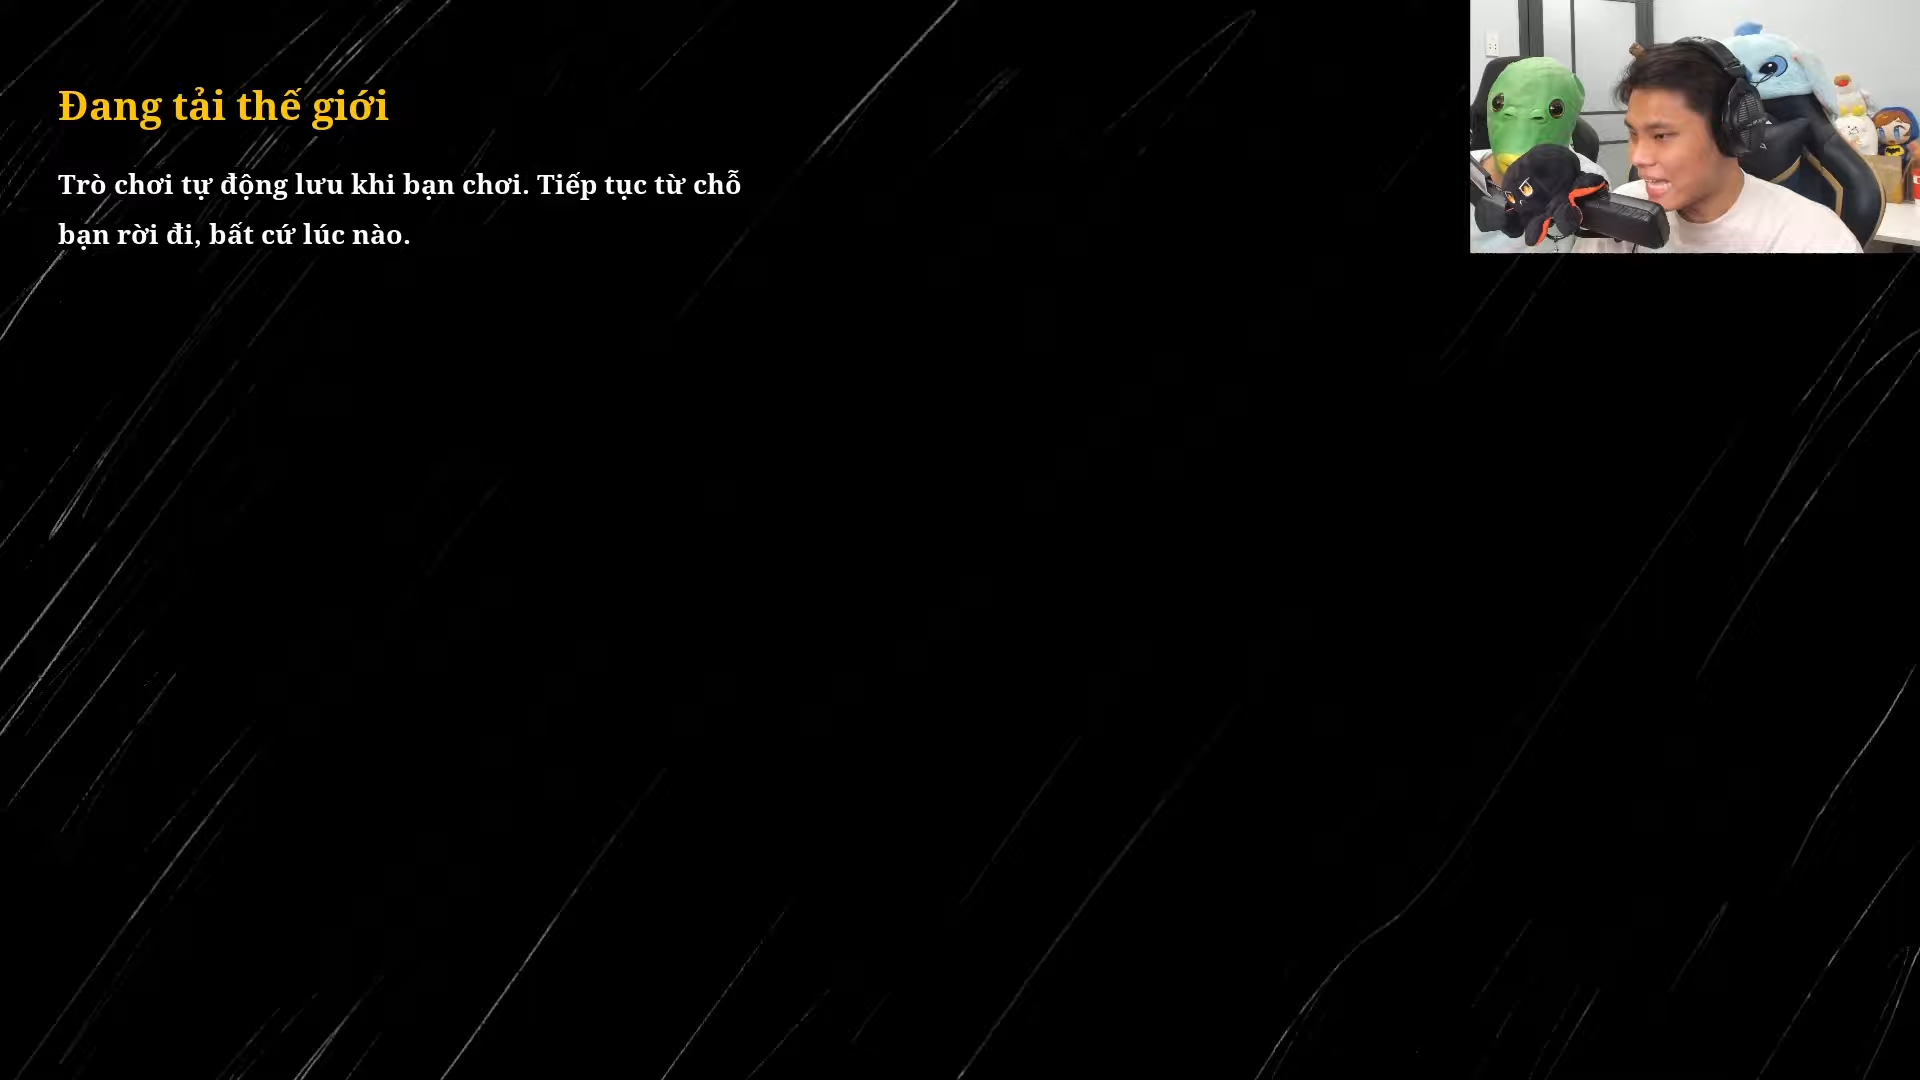 Đang tải thế giới
Trò chơi tự động lưu khi bạn chơi. Tiếp tục từ chỗ
bạn rời đi, bất cứ lúc nào.